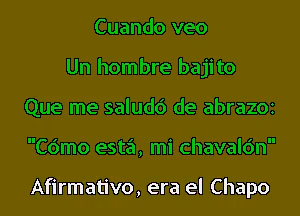 Cuando veo
Un hombre bajito
Que me saludó de abrazo
"Cómo está, mi chavalón"
Afirmativo, era el Chapo